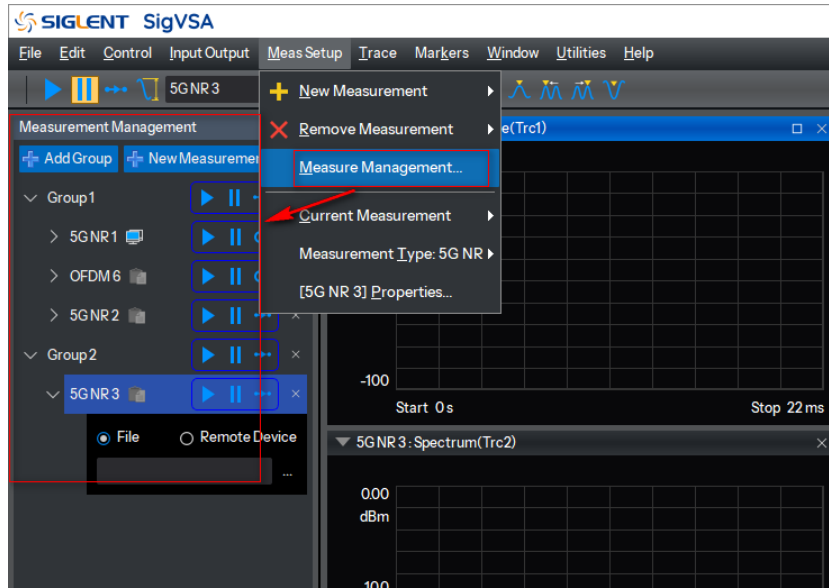 SIGLENT SigVSA
File Edit Control Input Output Meas Setup Trace Markers Window Utilities Help
5G NR 3
New Measurement
Measurement Management
Remove Measurement
e(Trc1)
Add Group
New Measuremen
Measure Management...
Group1
Current Measurement
5G NR 1
Measurement Type: 5G NR
OFDM 6
[5G NR 3] Properties...
5G NR 2
Group2
-100
5G NR 3
Start 0 s
Stop 22 ms
File
Remote Device
5G NR 3 : Spectrum(Trc2)
...
0.00
dBm
100